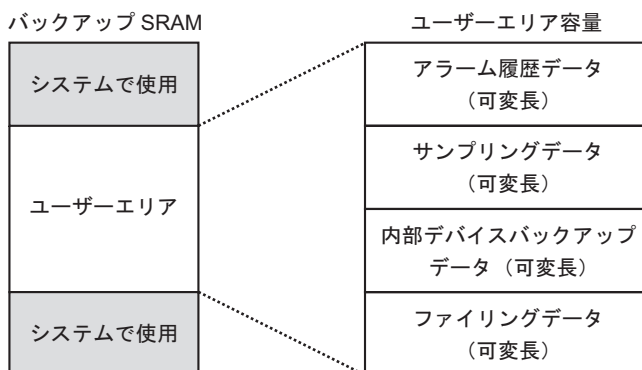 バックアップ SRAM
システムで使用
ユーザーエリア
システムで使用
ユーザーエリア容量
アラーム履歴データ
（可変長）
サンプリングデータ
（可変長）
内部デバイスバックアップ
データ（可変長）
ファイリングデータ
（可変長）